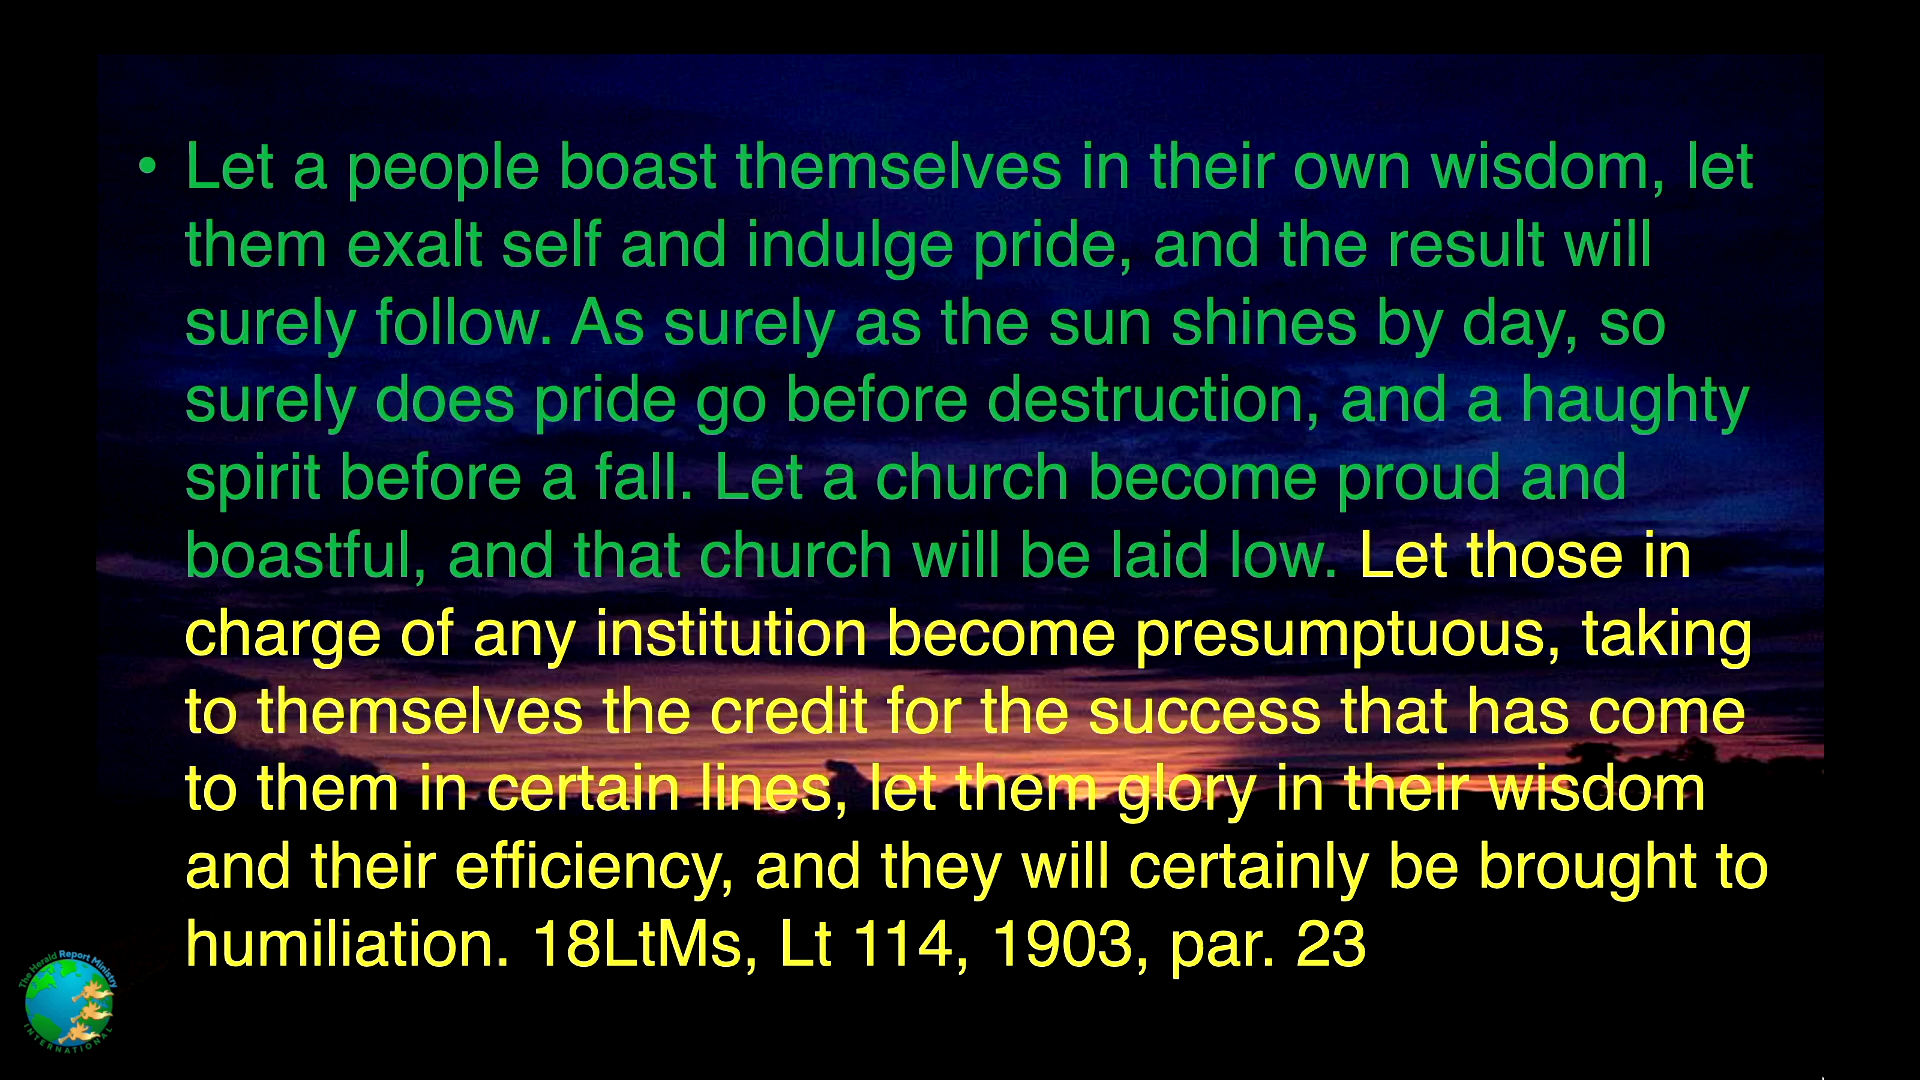 • Let a people boast themselves in their own wisdom, let
them exalt self and indulge pride, and the result will
surely follow. As surely as the sun shines by day, so
surely does pride go before destruction, and a haughty
spirit before a fall. Let a church become proud and
boastful, and that church will be laid low. Let those in
charge of any institution become presumptuous, taking
to themselves the credit for the success that has come
to them in certain lines, let them glory in their wisdom
and their efficiency, and they will certainly be brought to
humiliation. 18LtMs, Lt 114, 1903, par. 23
The Herald Report Ministry
INTERNATIONAL